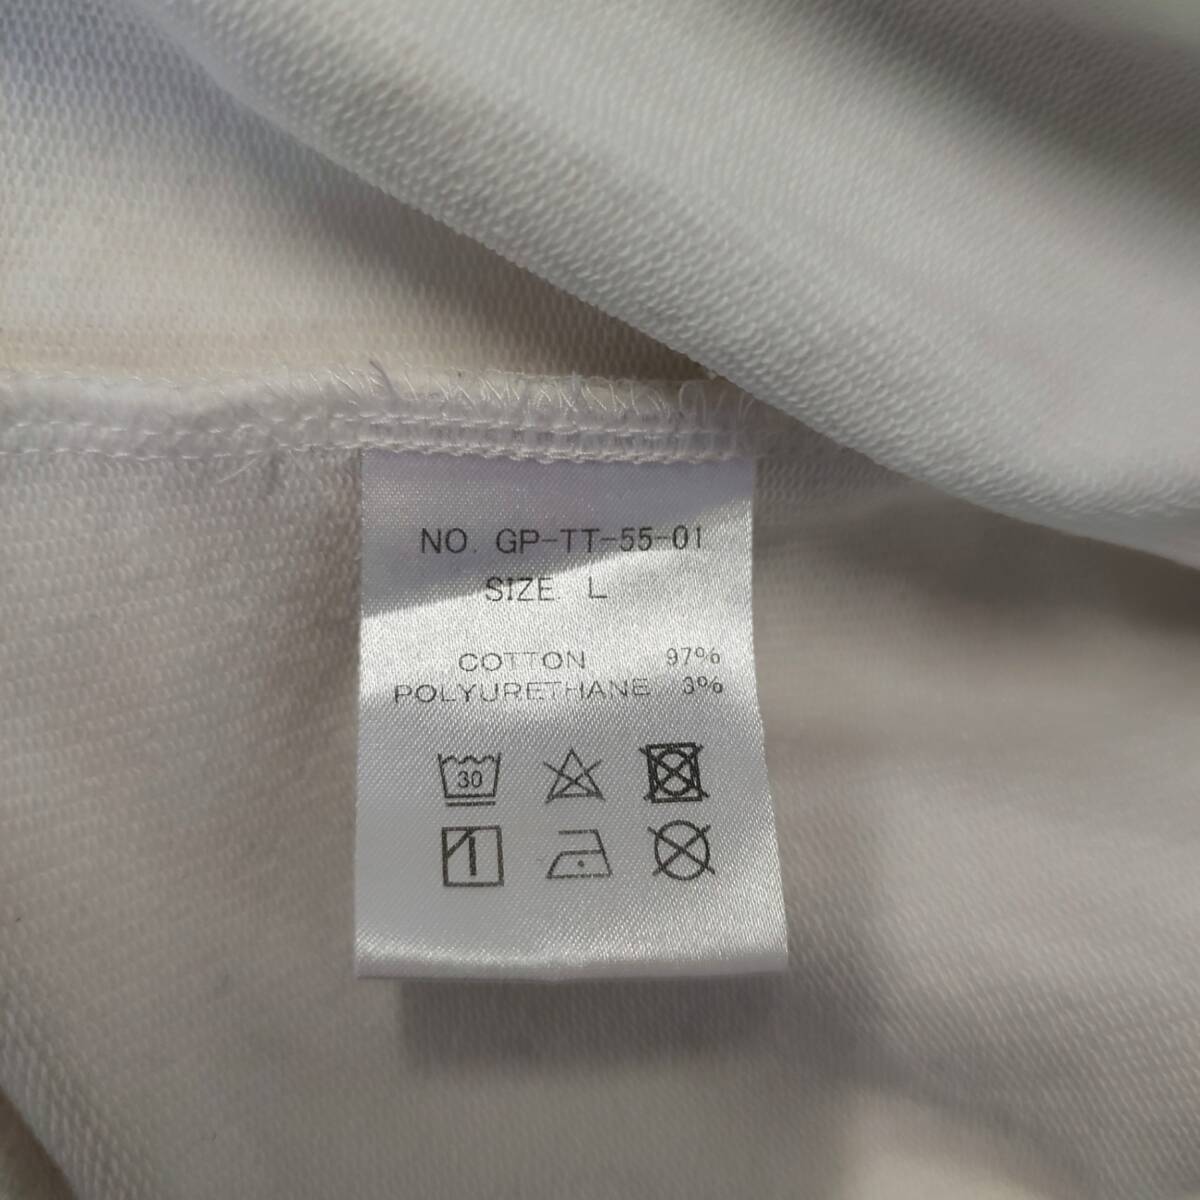 NO. GP-TT-55-01
SIZE L
COTTON 97%
POLYURETHANE 3%
30